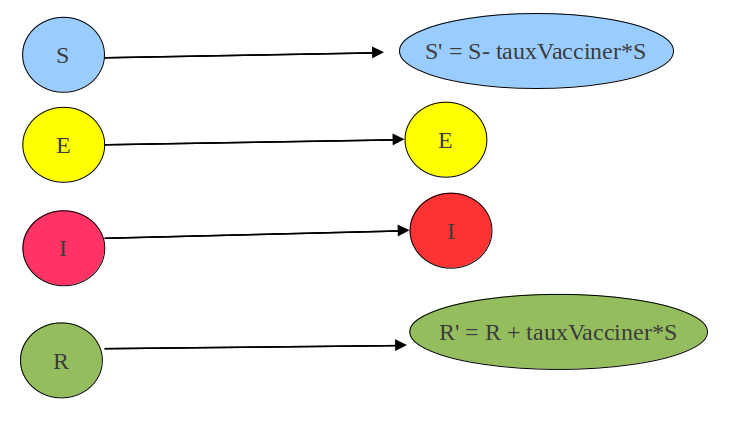 S
S' = S- tauxVacciner*S
E
E
I
I
R
R' = R + tauxVacciner*S